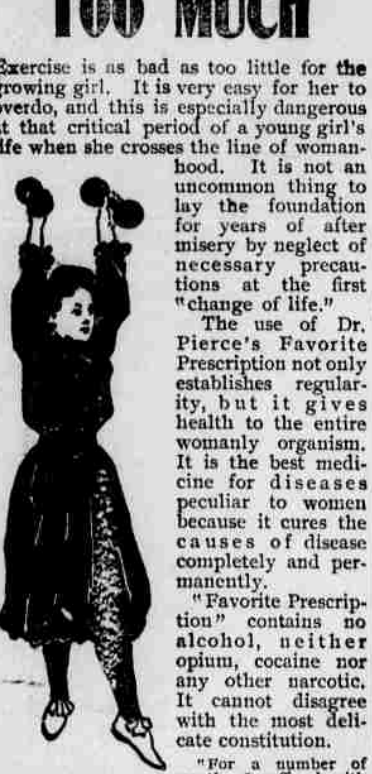 TOO MUCH
Exercise is as bad as too little for the
growing girl. It is very easy for her to
overdo, and this is especially dangerous
at that critical period of a young girl's
life when she crosses the line of woman-
hood. It is not an
uncommon thing to
lay the foundation
for years of after
misery by neglect of
necessary precau-
tions at the first
"change of life."
The use of Dr.
Pierce's Favorite
Prescription not only
establishes regular-
ity, but it gives
health to the entire
womanly organism.
It is the best medi-
cine for diseases
peculiar to women
because it cures the
causes of disease
completely and per-
manently.
"Favorite Prescrip-
tion" contains no
alcohol, neither
opium, cocaine nor
any other narcotic.
It cannot disagree
with the most deli-
cate constitution.
"For a number of